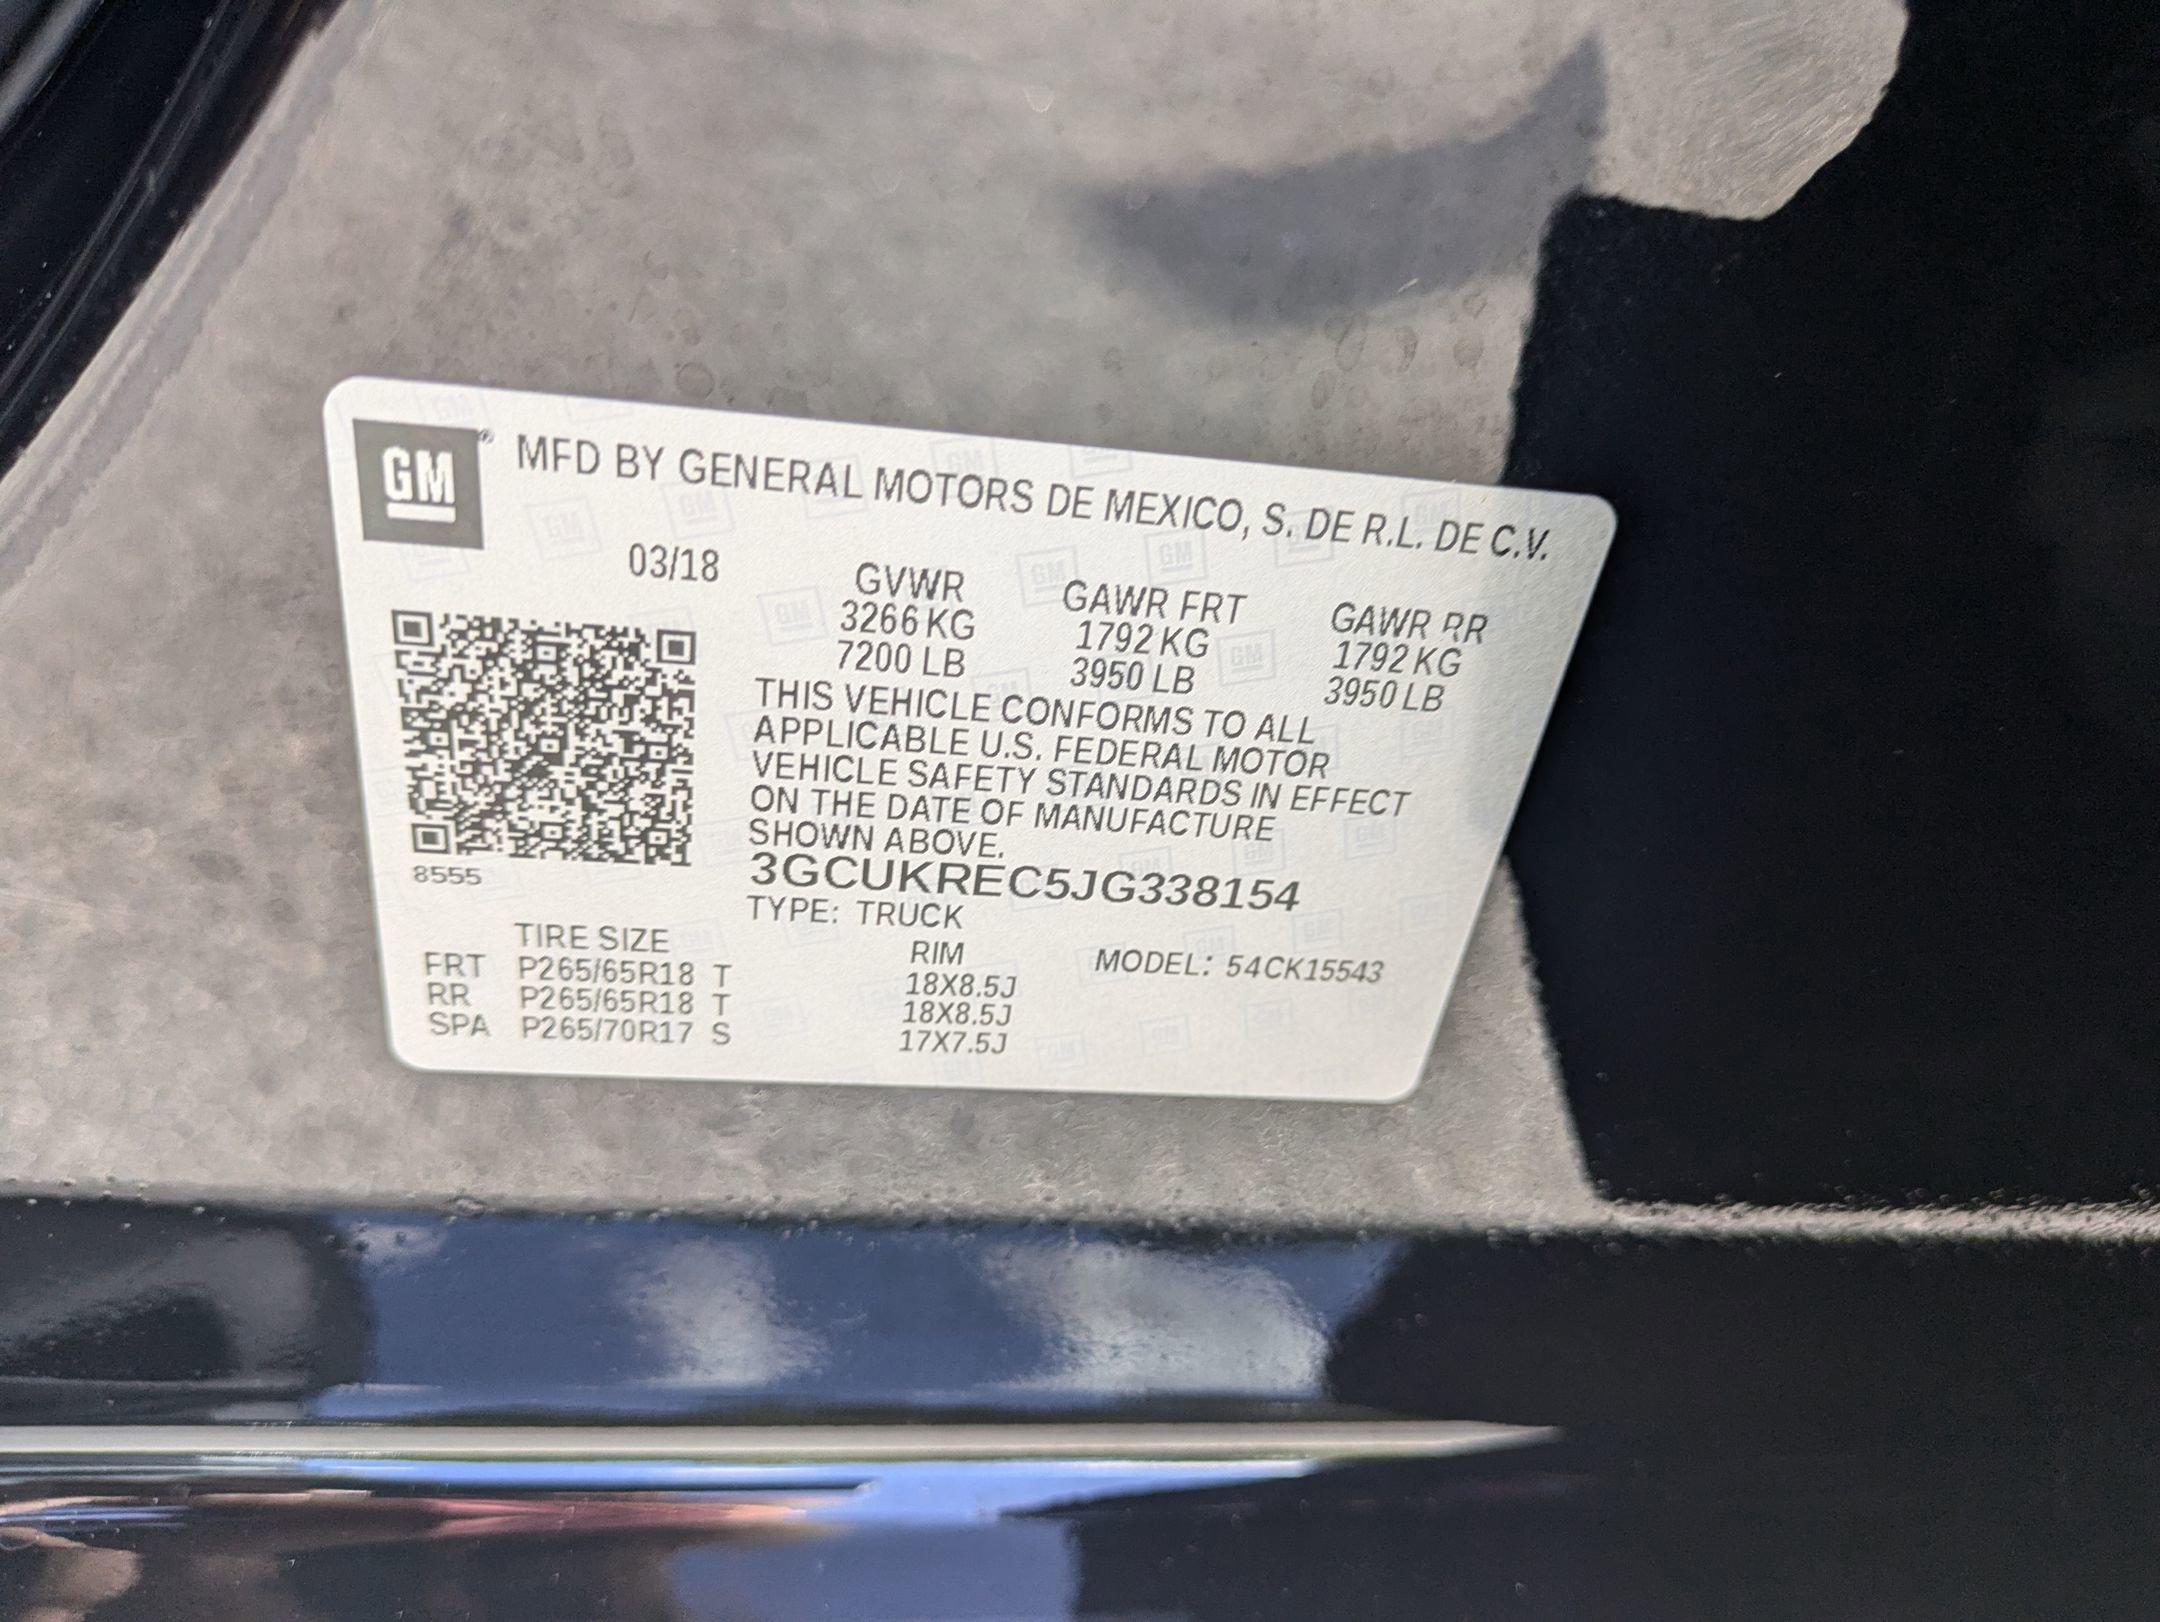 GM® MFD BY GENERAL MOTORS DE MEXICO, S. DE R.L. DE C.V.
03/18
GVWR GAWR FRT GAWR RR
3266 KG 1792 KG 1792 KG
7200 LB 3950 LB 3950 LB
THIS VEHICLE CONFORMS TO ALL
APPLICABLE U.S. FEDERAL MOTOR
VEHICLE SAFETY STANDARDS IN EFFECT
ON THE DATE OF MANUFACTURE
SHOWN ABOVE.
8555
3GCUKREC5JG338154
TYPE: TRUCK
TIRE SIZE RIM MODEL: 54CK15543
FRT P265/65R18 T 18X8.5J
RR P265/65R18 T 18X8.5J
SPA P265/70R17 S 17X7.5J